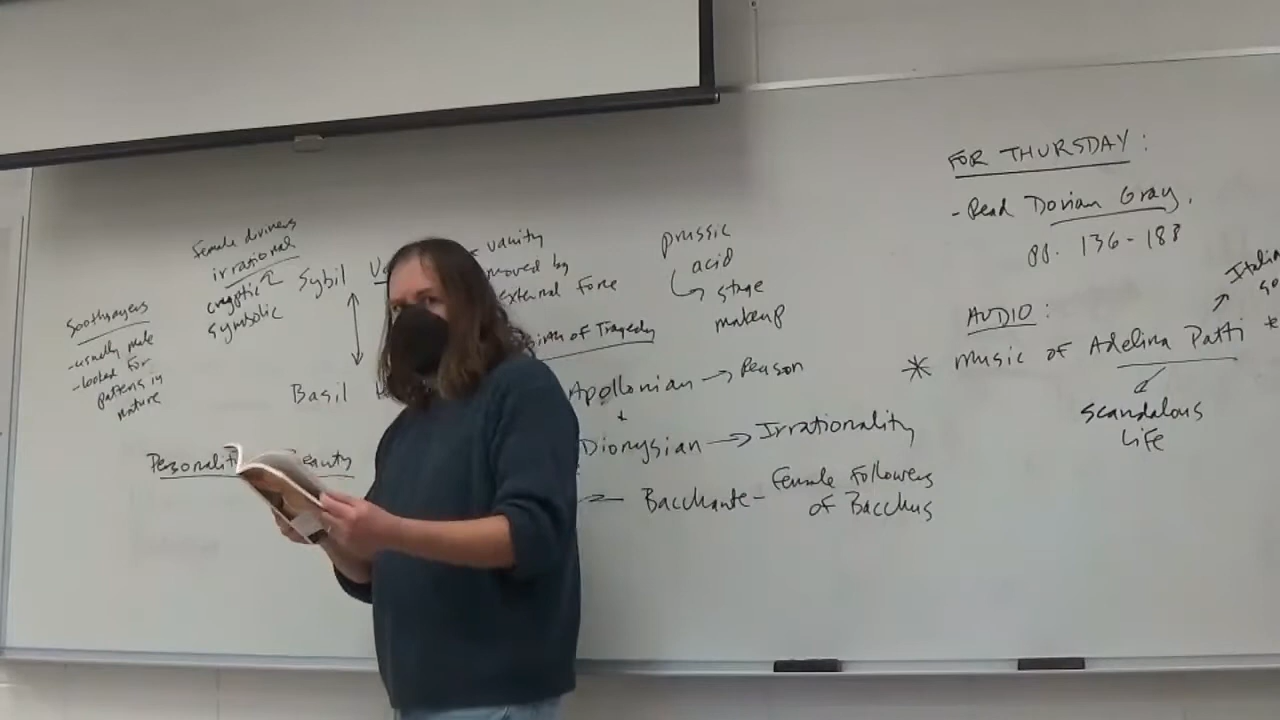 FOR THURSDAY:
- Read Dorian Gray,
pp. 136-188
AUDIO:
* Music of Adelina Patti
scandalous
life
Female diviners
irrational
cryptic
symbolic
Sybil
Soothsayers
- usually male
- looked for
patterns in
nature
Basil
Personality
Beauty
- vanity
moved by
external force
Birth of Tragedy
Apollonian → Reason
+
Dionysian → Irrationality
Bacchante - Female Followers
of Bacchus
prussic
acid
stage
makeup